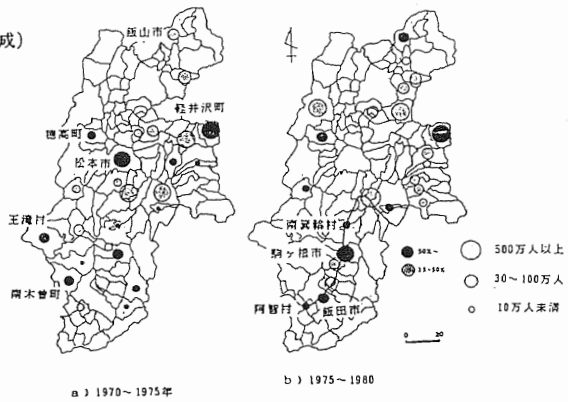 成)
飯山市
軽井沢町
穂高町
松本市
王滝村
南木曽町
南箕輪村
駒ヶ根市
阿智村
飯田市
50%~
25-50%
500万人以上
30~100万人
10万人未満
0 20
a) 1970~1975年
b) 1975~1980